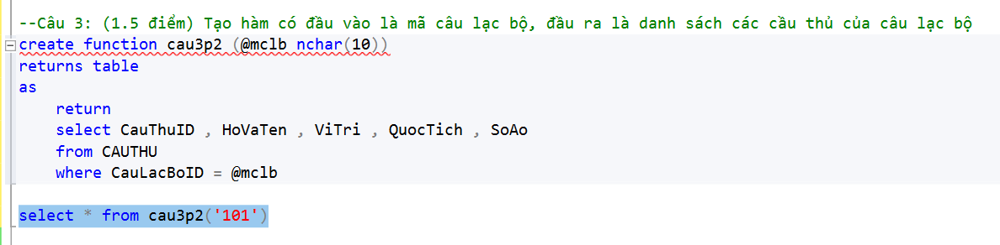 --Câu 3: (1.5 điểm) Tạo hàm có đầu vào là mã câu lạc bộ, đầu ra là danh sách các cầu thủ của câu lạc bộ
create function cau3p2 (@mclb nchar(10))
returns table
as
return
select CauThuID , HoVaTen , ViTri , QuocTich , SoAo
from CAUTHU
where CauLacBoID = @mclb
select * from cau3p2('101')